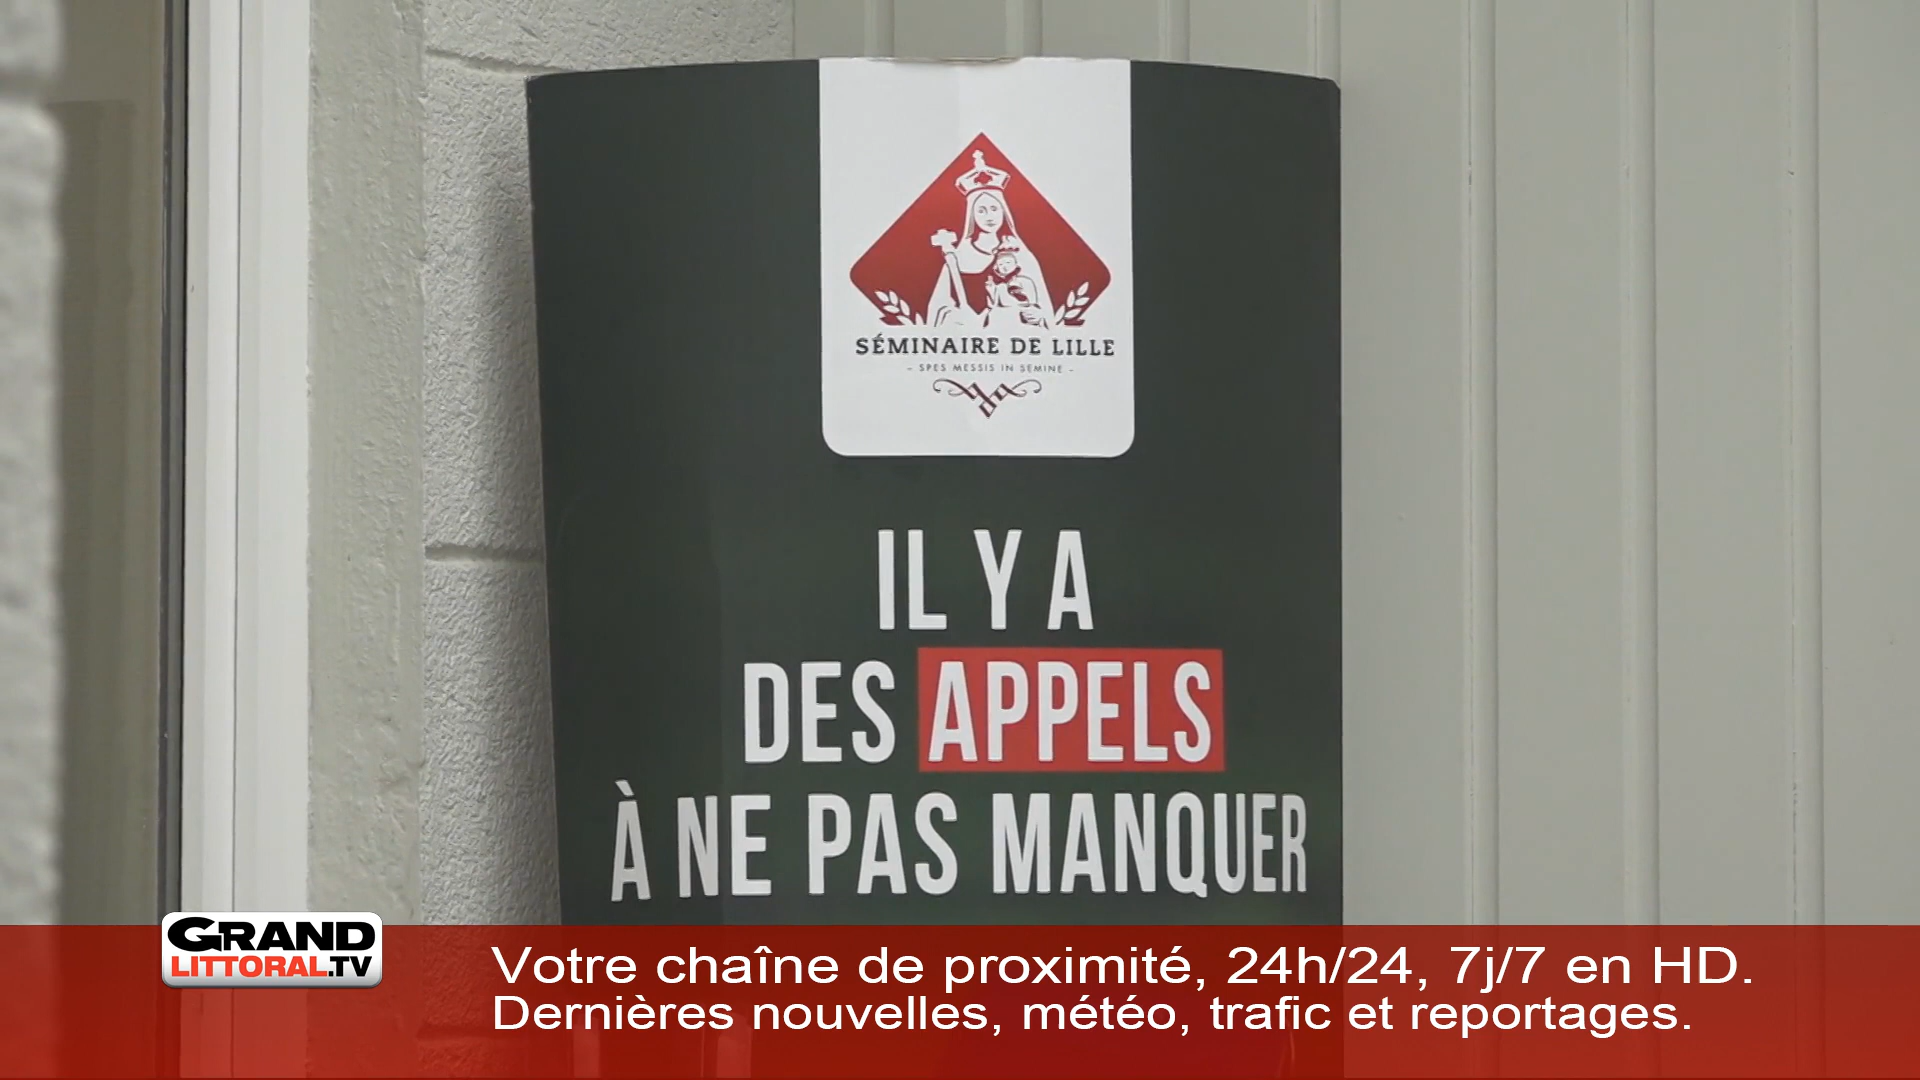 SÉMINAIRE DE LILLE
- SPES MESSIS IN SEMINE -
IL Y A
DES APPELS
À NE PAS MANQUER
GRAND
LITTORAL.TV
Votre chaîne de proximité, 24h/24, 7j/7 en HD.
Dernières nouvelles, météo, trafic et reportages.